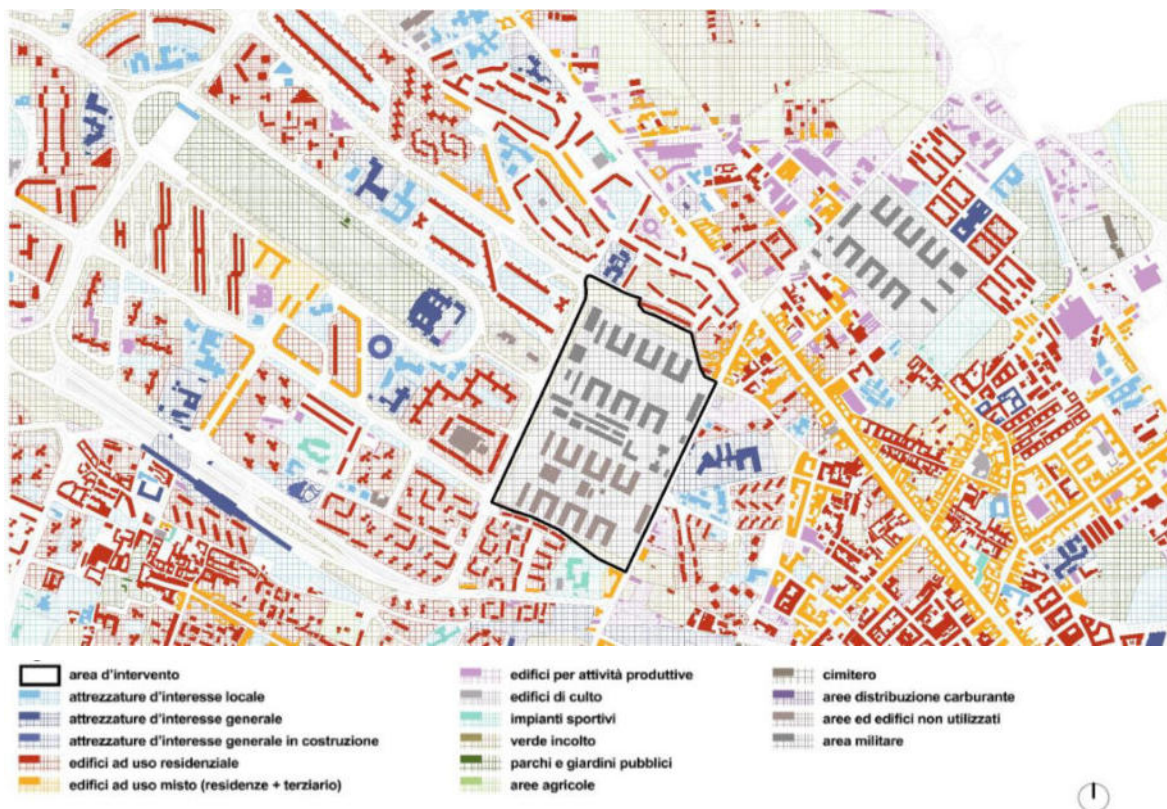 area d'intervento
attrezzature d'interesse locale
attrezzature d'interesse generale
attrezzature d'interesse generale in costruzione
edifici ad uso residenziale
edifici ad uso misto (residenze + terziario)
edifici per attività produttive
edifici di culto
impianti sportivi
verde incolto
parchi e giardini pubblici
aree agricole
cimitero
aree distribuzione carburante
aree ed edifici non utilizzati
area militare